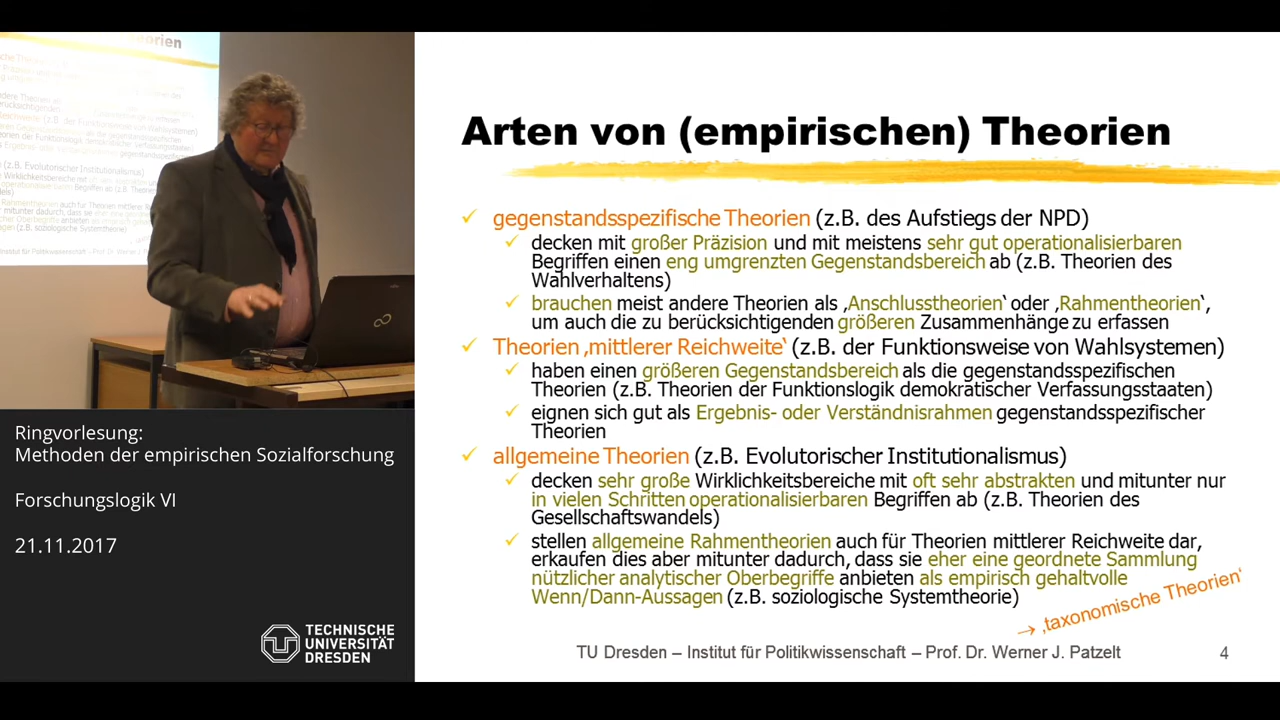 Arten von (empirischen) Theorien
gegenstandsspezifische Theorien (z.B. des Aufstiegs der NPD)
decken mit großer Präzision und mit meistens sehr gut operationalisierbaren
Begriffen einen eng umgrenzten Gegenstandsbereich ab (z.B. Theorien des
Wahlverhaltens)
brauchen meist andere Theorien als ‚Anschlusstheorien‘ oder ‚Rahmentheorien‘,
um auch die zu berücksichtigenden größeren Zusammenhänge zu erfassen
Theorien ‚mittlerer Reichweite‘ (z.B. der Funktionsweise von Wahlsystemen)
haben einen größeren Gegenstandsbereich als die gegenstandsspezifischen
Theorien (z.B. Theorien der Funktionslogik demokratischer Verfassungsstaaten)
eignen sich gut als Ergebnis- oder Verständnisrahmen gegenstandsspezifischer
Theorien
allgemeine Theorien (z.B. Evolutorischer Institutionalismus)
decken sehr große Wirklichkeitsbereiche mit oft sehr abstrakten und mitunter nur
in vielen Schritten operationalisierbaren Begriffen ab (z.B. Theorien des
Gesellschaftswandels)
stellen allgemeine Rahmentheorien auch für Theorien mittlerer Reichweite dar,
erkaufen dies aber mitunter dadurch, dass sie eher eine geordnete Sammlung
nützlicher analytischer Oberbegriffe anbieten als empirisch gehaltvolle
Wenn/Dann-Aussagen (z.B. soziologische Systemtheorie)
→ ‚taxonomische Theorien‘
TU Dresden – Institut für Politikwissenschaft – Prof. Dr. Werner J. Patzelt
4
Ringvorlesung:
Methoden der empirischen Sozialforschung
Forschungslogik VI
21.11.2017
TECHNISCHE
UNIVERSITÄT
DRESDEN